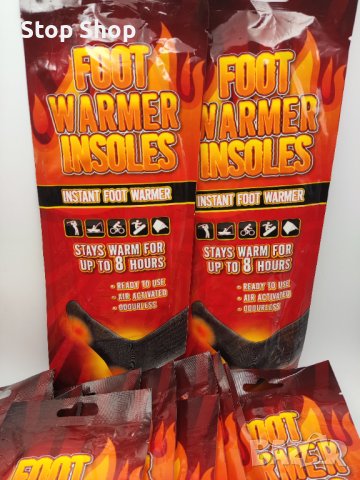 Stop Shop
FOOT
WARMER
INSOLES
INSTANT FOOT WARMER
STAYS WARM FOR
UP TO 8 HOURS
- READY TO USE
- AIR ACTIVATED
- ODOURLESS
FOOT
WARMER
INSOLES
INSTANT FOOT WARMER
STAYS WARM FOR
UP TO 8 HOURS
- READY TO USE
- AIR ACTIVATED
- ODOURLESS
FOOT
FOOT
ARMER